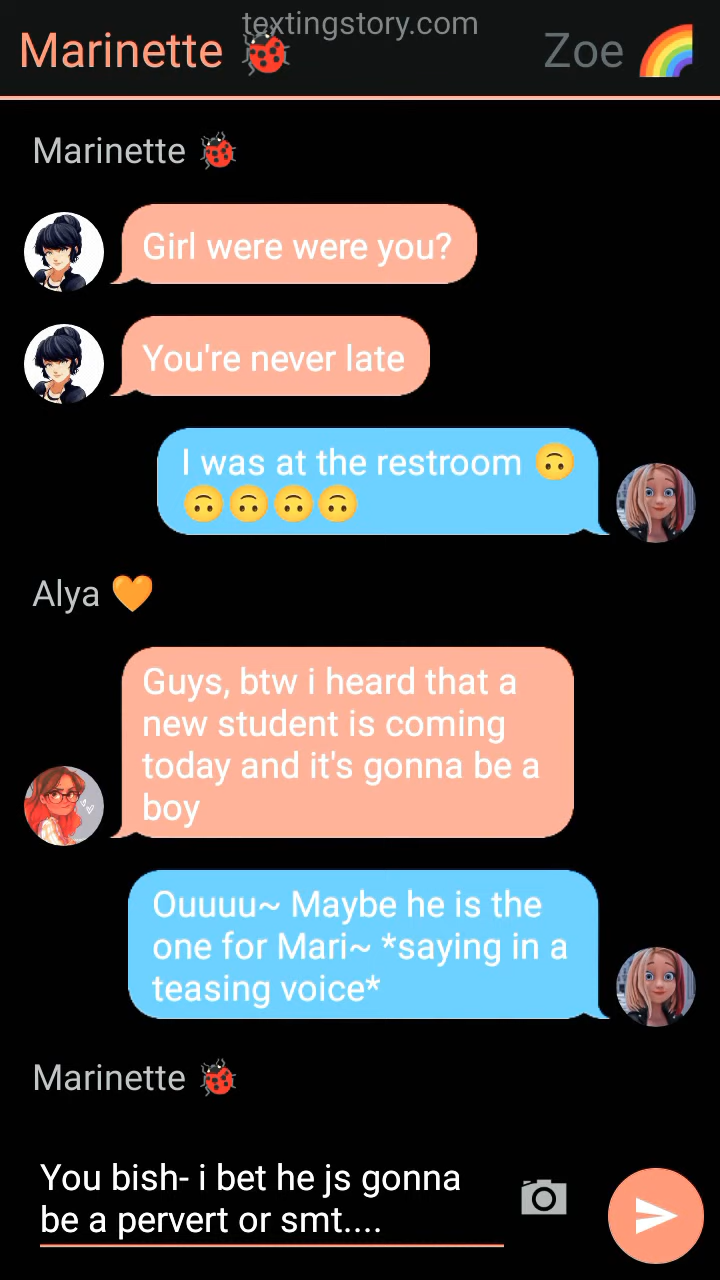 textingstory.com
Marinette 🐞 Zoe 🌈
Marinette 🐞
Girl were were you?
You're never late
I was at the restroom 🙃
🙃🙃🙃🙃
Alya 🧡
Guys, btw i heard that a
new student is coming
today and it's gonna be a
boy
Ouuuu~ Maybe he is the
one for Mari~ *saying in a
teasing voice*
Marinette 🐞
You bish- i bet he js gonna
be a pervert or smt....